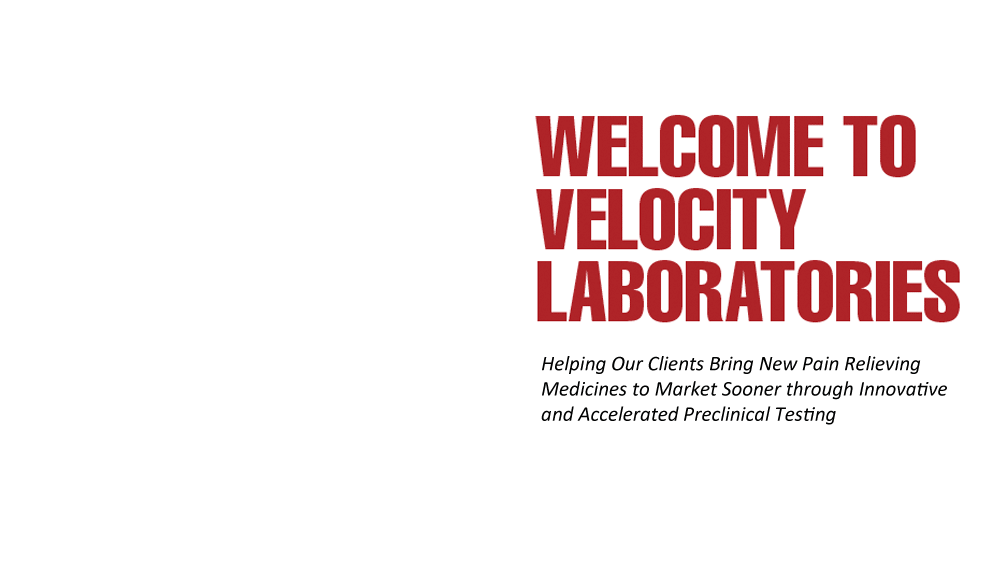 WELCOME TO
VELOCITY
LABORATORIES
Helping Our Clients Bring New Pain Relieving
Medicines to Market Sooner through Innovative
and Accelerated Preclinical Testing